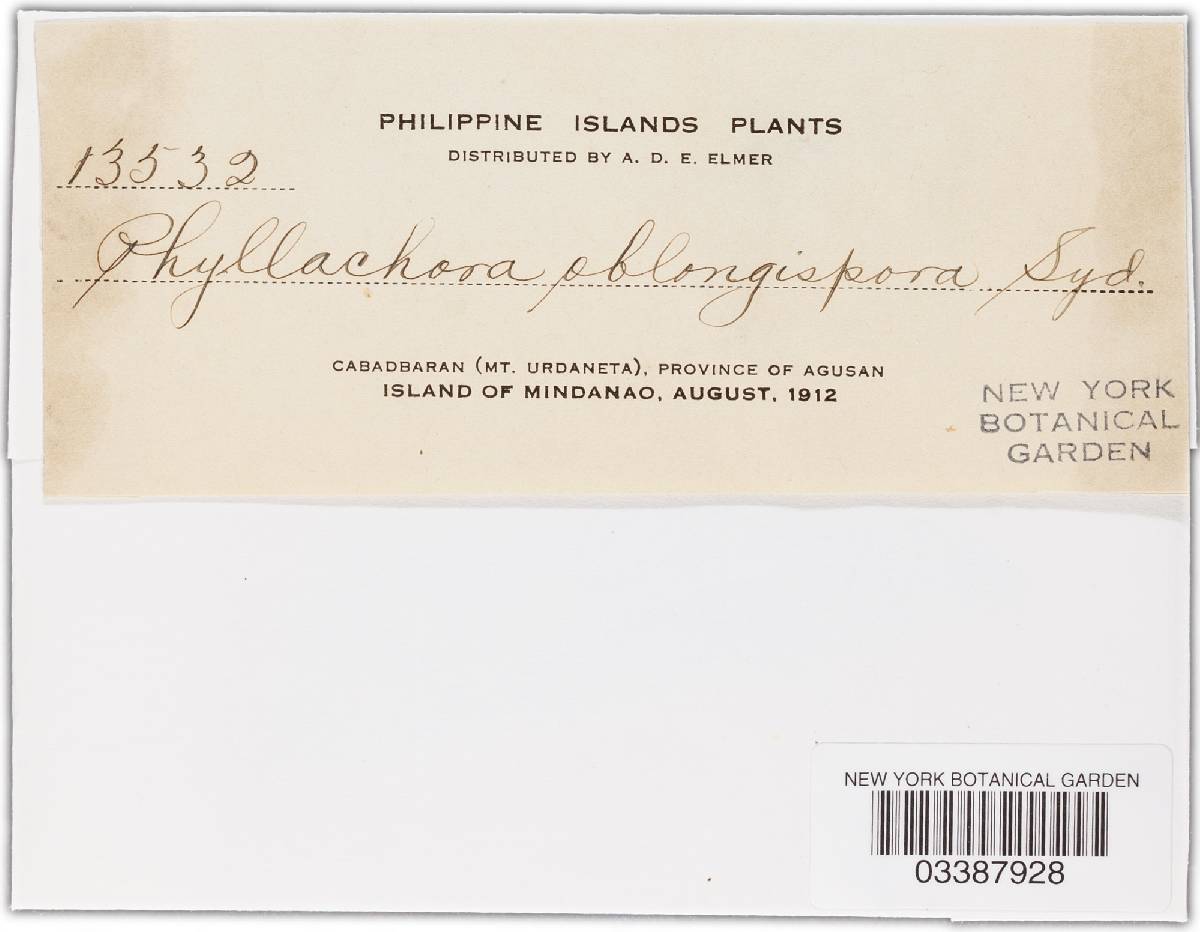 PHILIPPINE ISLANDS PLANTS
DISTRIBUTED BY A. D. E. ELMER
13532
Phyllachora oblongispora Syd.
CABADBARAN (MT. URDANETA), PROVINCE OF AGUSAN
ISLAND OF MINDANAO, AUGUST, 1912
NEW YORK
BOTANICAL
GARDEN
NEW YORK BOTANICAL GARDEN
03387928